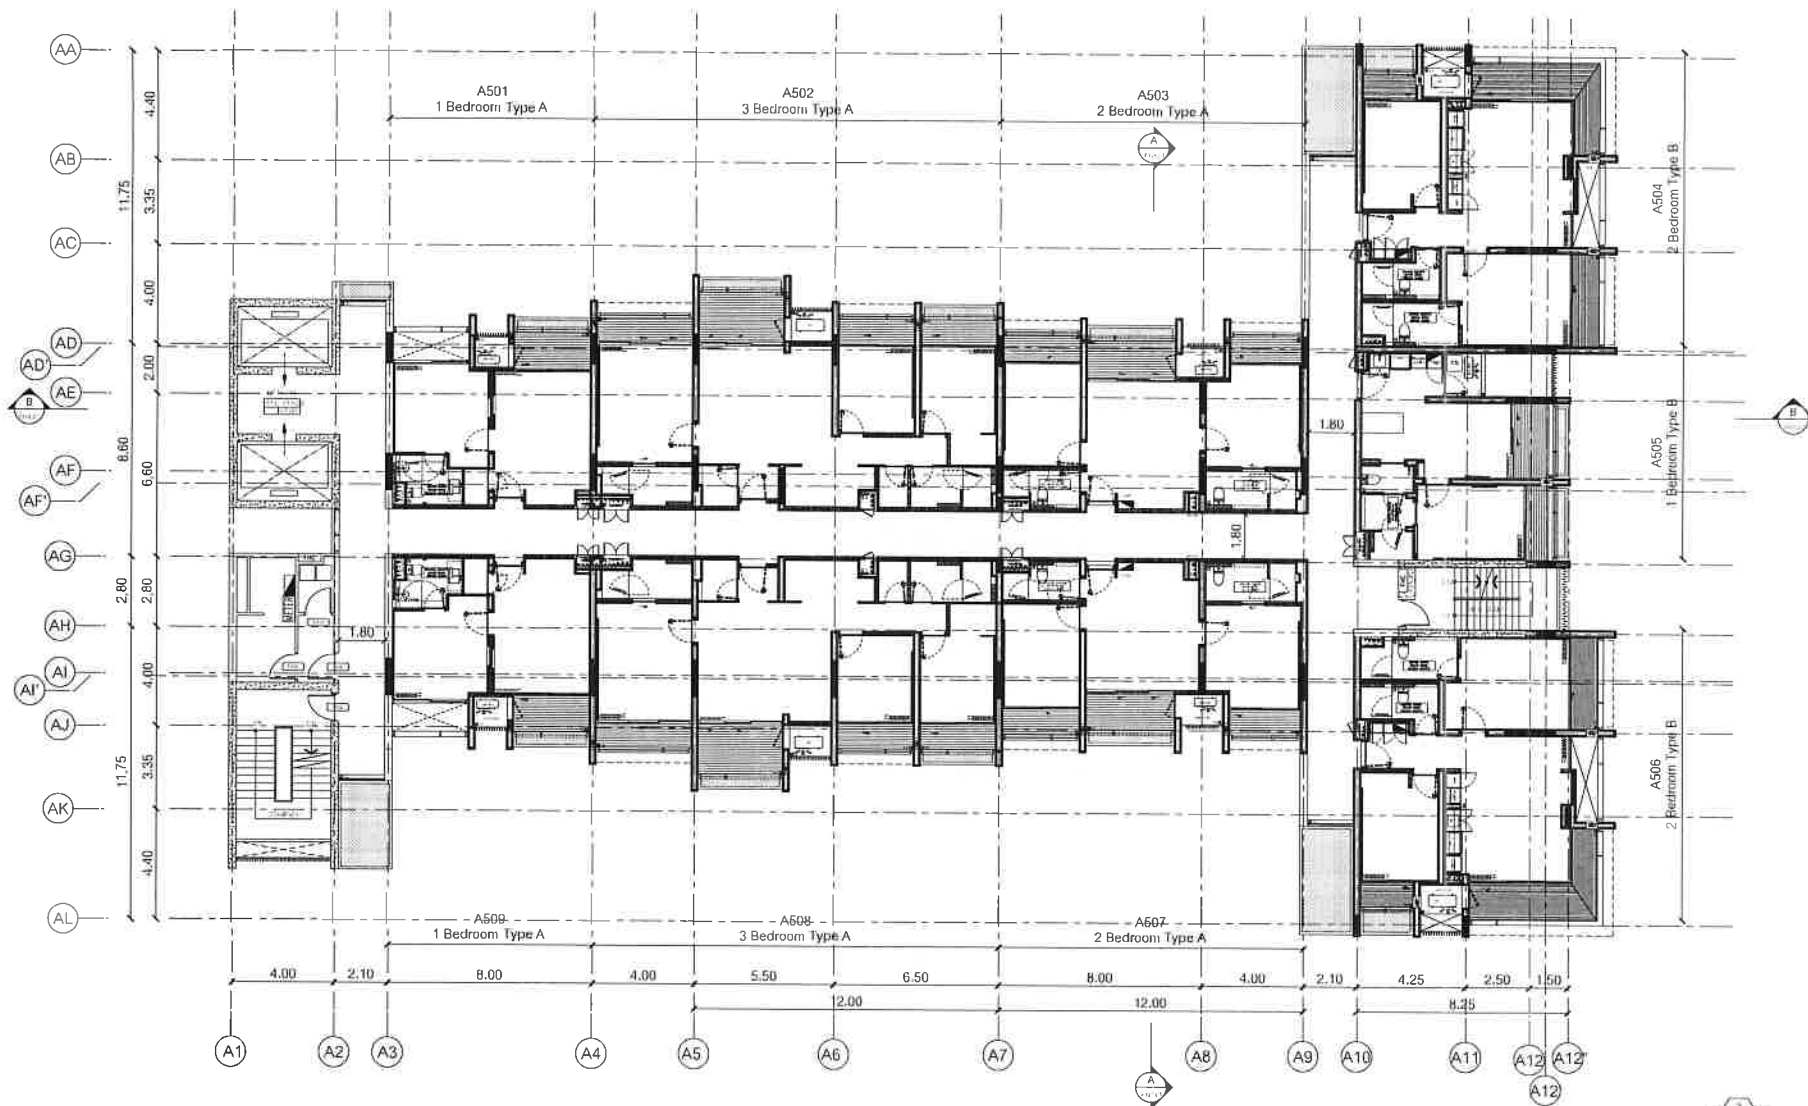 AA
4.40
A501
1 Bedroom Type A
A502
3 Bedroom Type A
A503
2 Bedroom Type A
A
AB
11.75
3.35
A504
2 Bedroom Type B
AC
4.00
AD
AD'
2.00
AE
B
B
8.60
1.80
A505
1 Bedroom Type B
AF
6.60
AF'
1.80
AG
2.80
2.80
METER
AH
1.80
AI
4.00
AI'
AJ
11.75
3.35
A506
2 Bedroom Type B
AK
4.40
AL
A509
1 Bedroom Type A
A508
3 Bedroom Type A
A507
2 Bedroom Type A
4.00
2.10
8.00
4.00
5.50
6.50
8.00
4.00
2.10
4.25
2.50
1.50
12.00
12.00
8.25
A1
A2
A3
A4
A5
A6
A7
A8
A9
A10
A11
A12'
A12"
A
A12